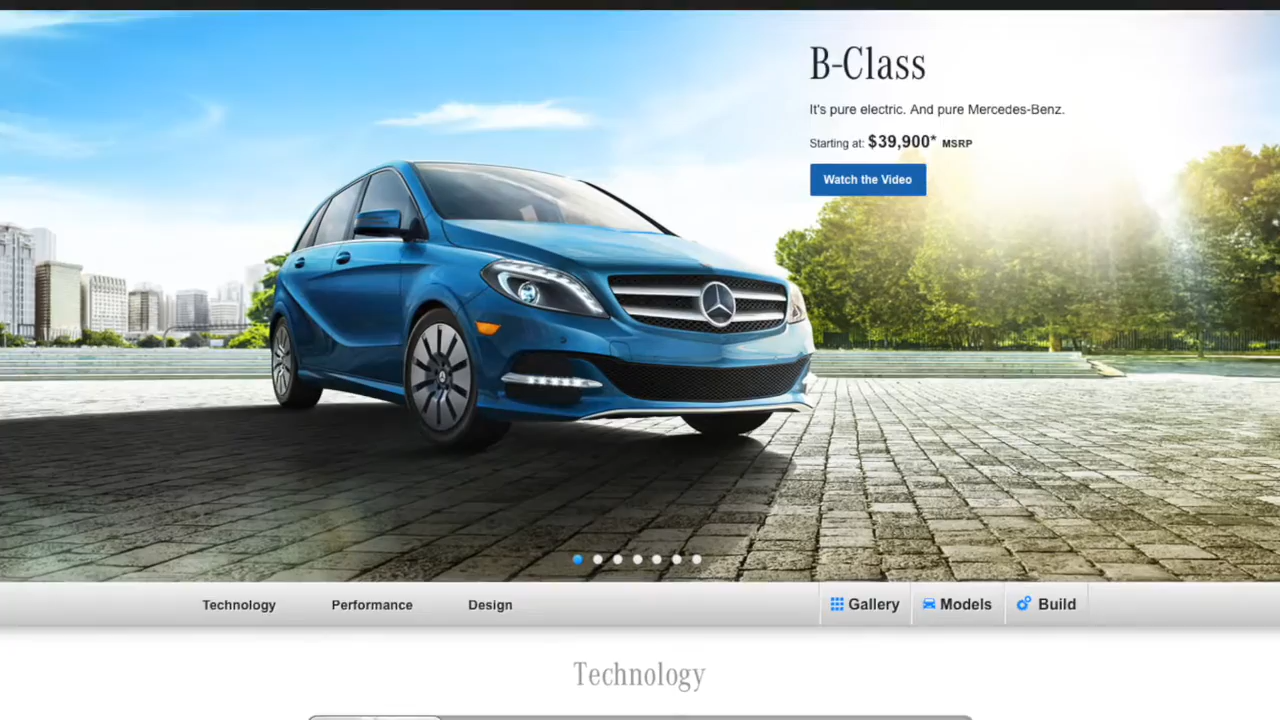 B-Class
It's pure electric. And pure Mercedes-Benz.
Starting at: $39,900* MSRP
Watch the Video
Technology Performance Design Gallery Models Build
Technology